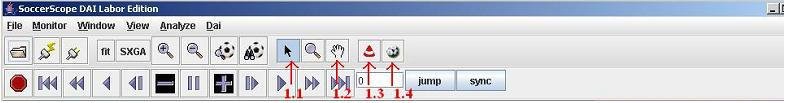 SoccerScope DAI Labor Edition
File Monitor Window View Analyze Dai
fit SXGA
0 jump sync
1.1 1.2 1.3 1.4